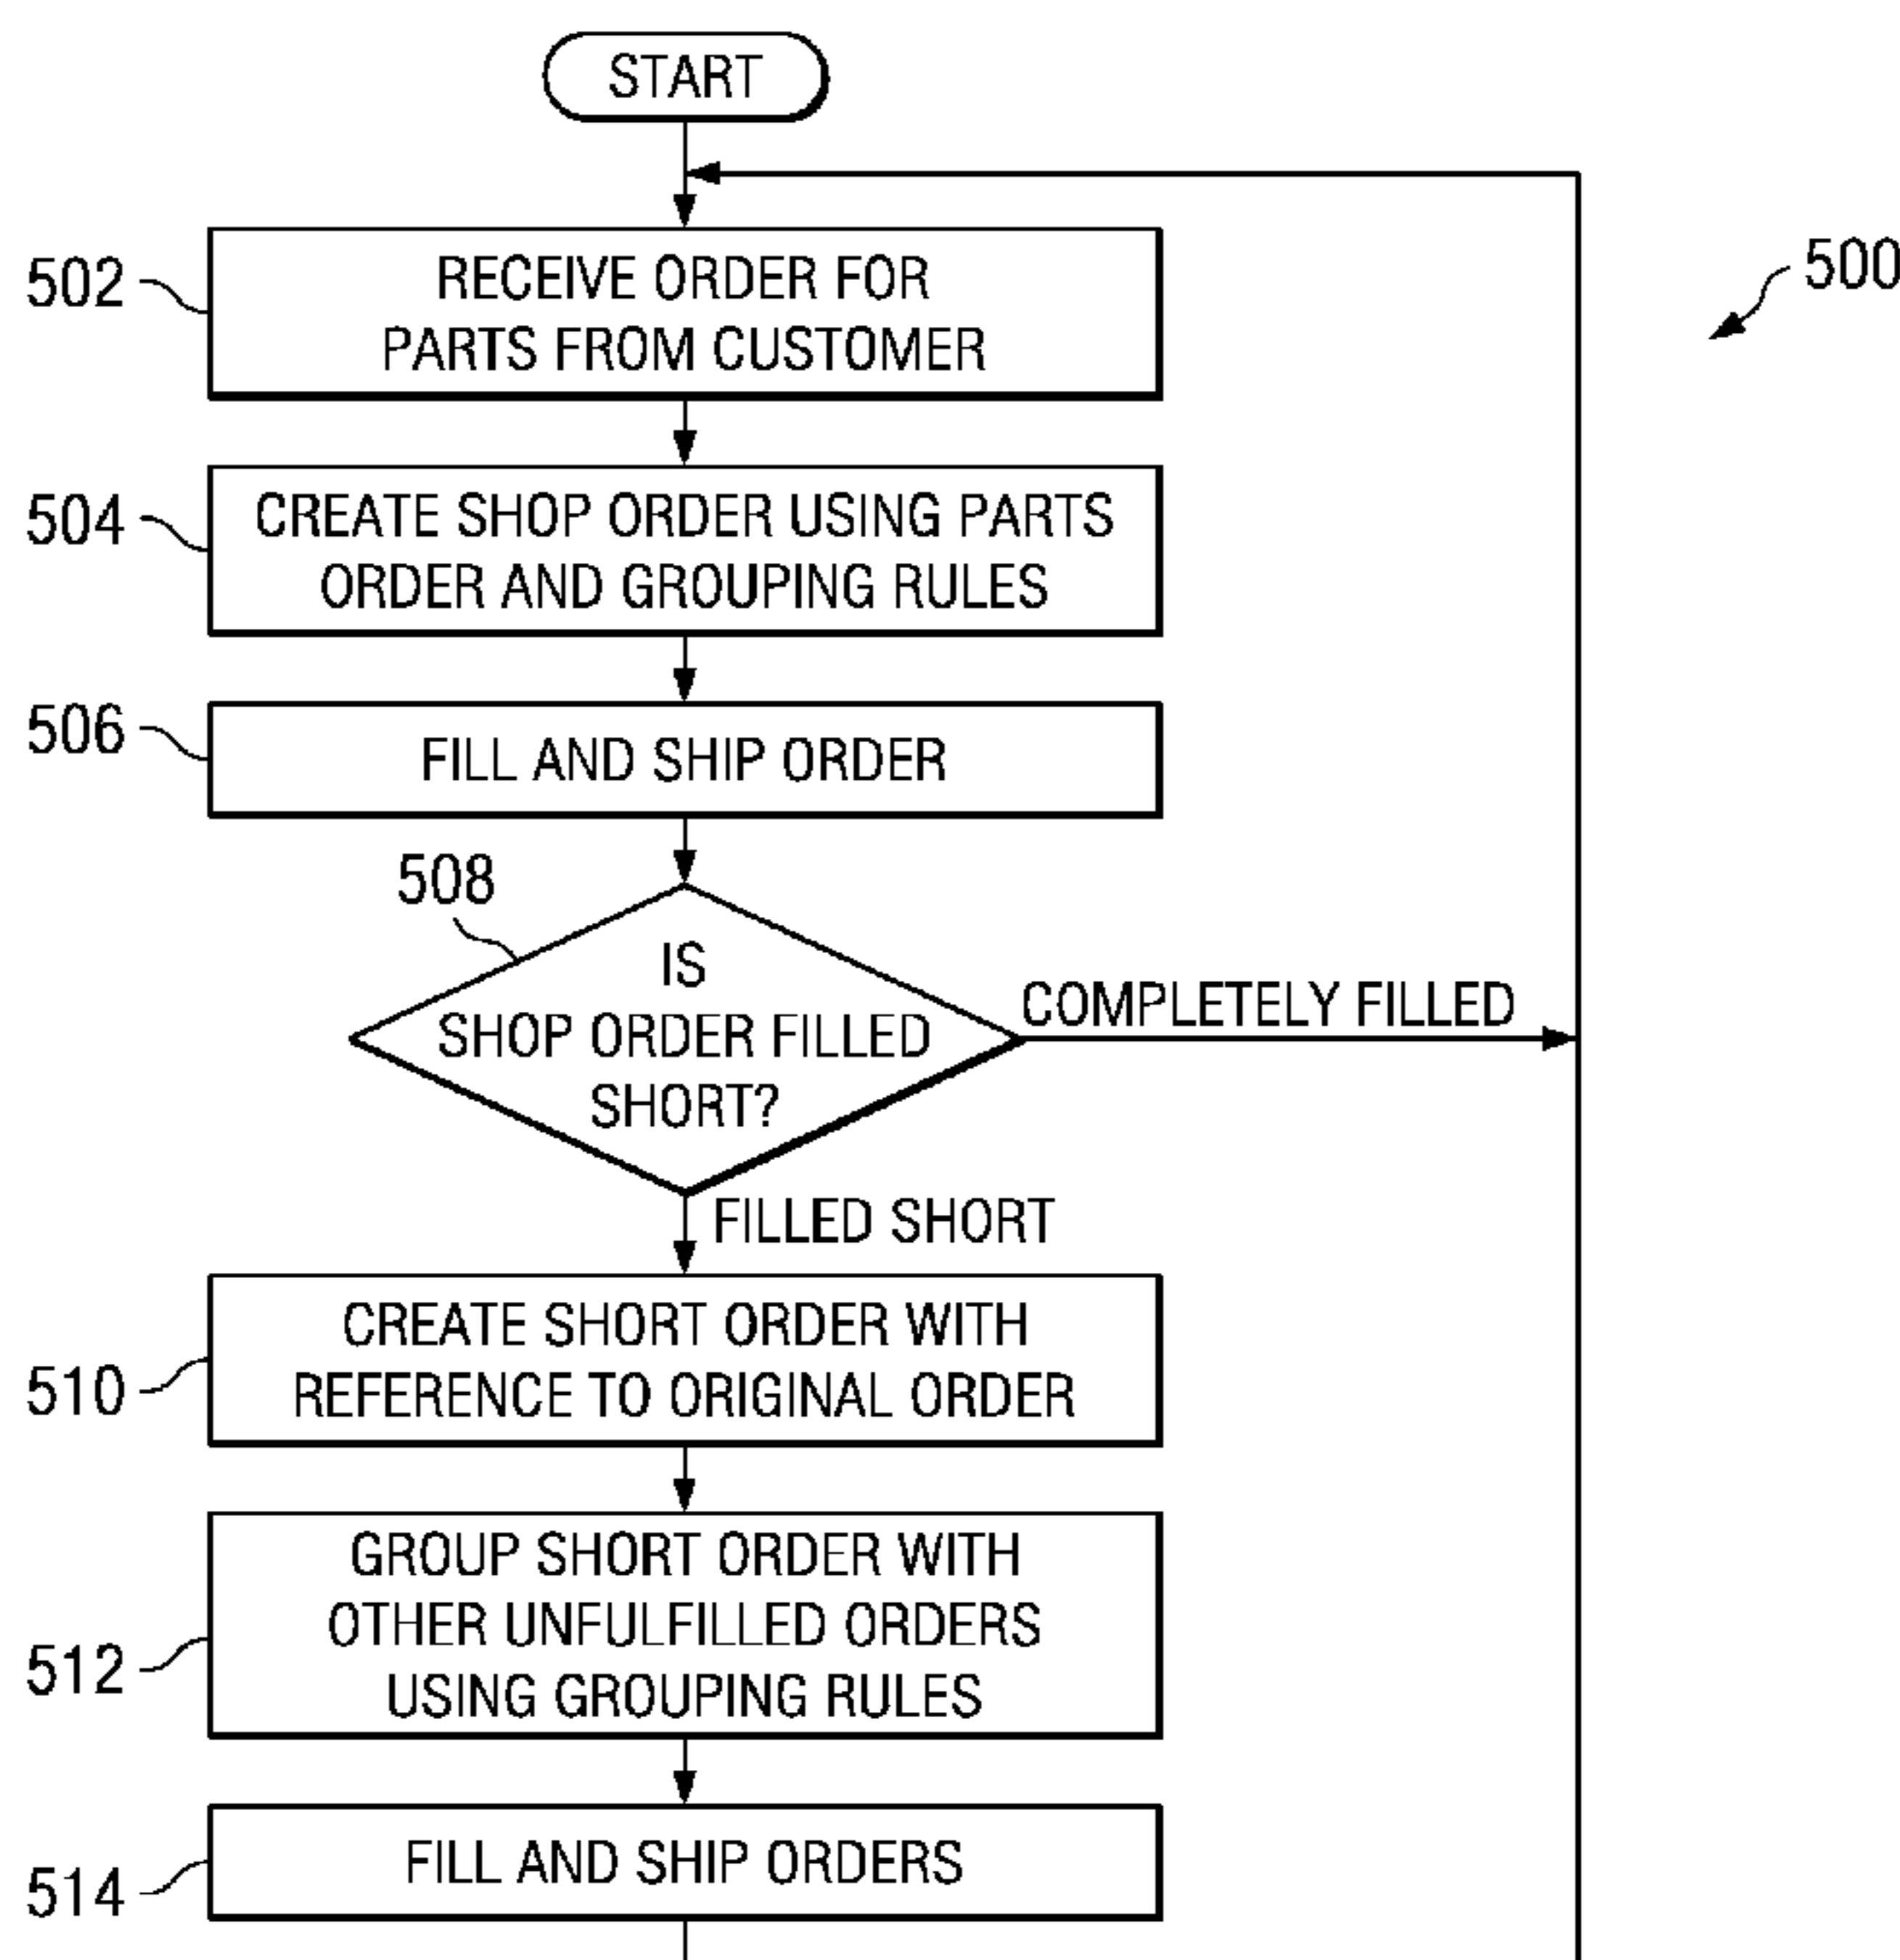 START
500
502
RECEIVE ORDER FOR
PARTS FROM CUSTOMER
504
CREATE SHOP ORDER USING PARTS
ORDER AND GROUPING RULES
506
FILL AND SHIP ORDER
508
IS
SHOP ORDER FILLED
SHORT?
COMPLETELY FILLED
FILLED SHORT
510
CREATE SHORT ORDER WITH
REFERENCE TO ORIGINAL ORDER
512
GROUP SHORT ORDER WITH
OTHER UNFULFILLED ORDERS
USING GROUPING RULES
514
FILL AND SHIP ORDERS